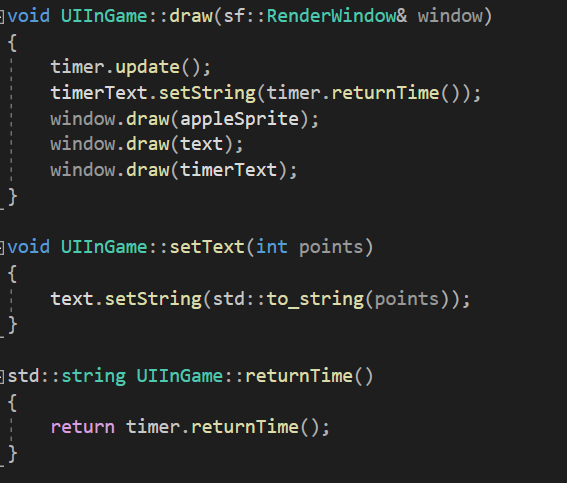 void UIInGame::draw(sf::RenderWindow& window)
{
    timer.update();
    timerText.setString(timer.returnTime());
    window.draw(appleSprite);
    window.draw(text);
    window.draw(timerText);
}

void UIInGame::setText(int points)
{
    text.setString(std::to_string(points));
}

std::string UIInGame::returnTime()
{
    return timer.returnTime();
}